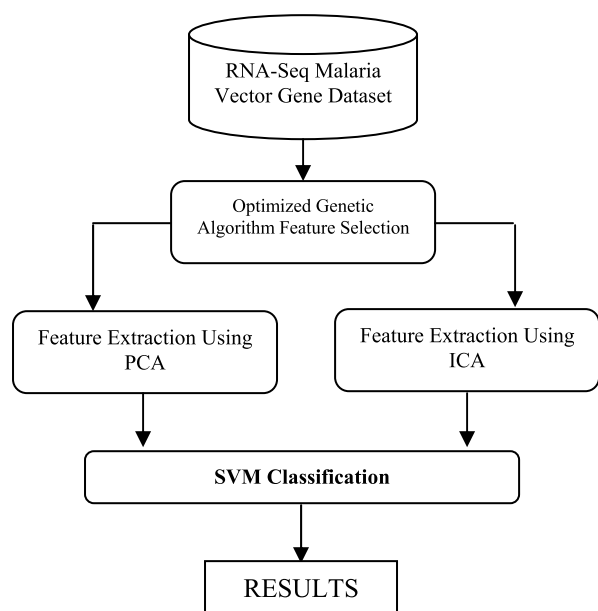 RNA-Seq Malaria
Vector Gene Dataset
Optimized Genetic
Algorithm Feature Selection
Feature Extraction Using
PCA
Feature Extraction Using
ICA
SVM Classification
RESULTS